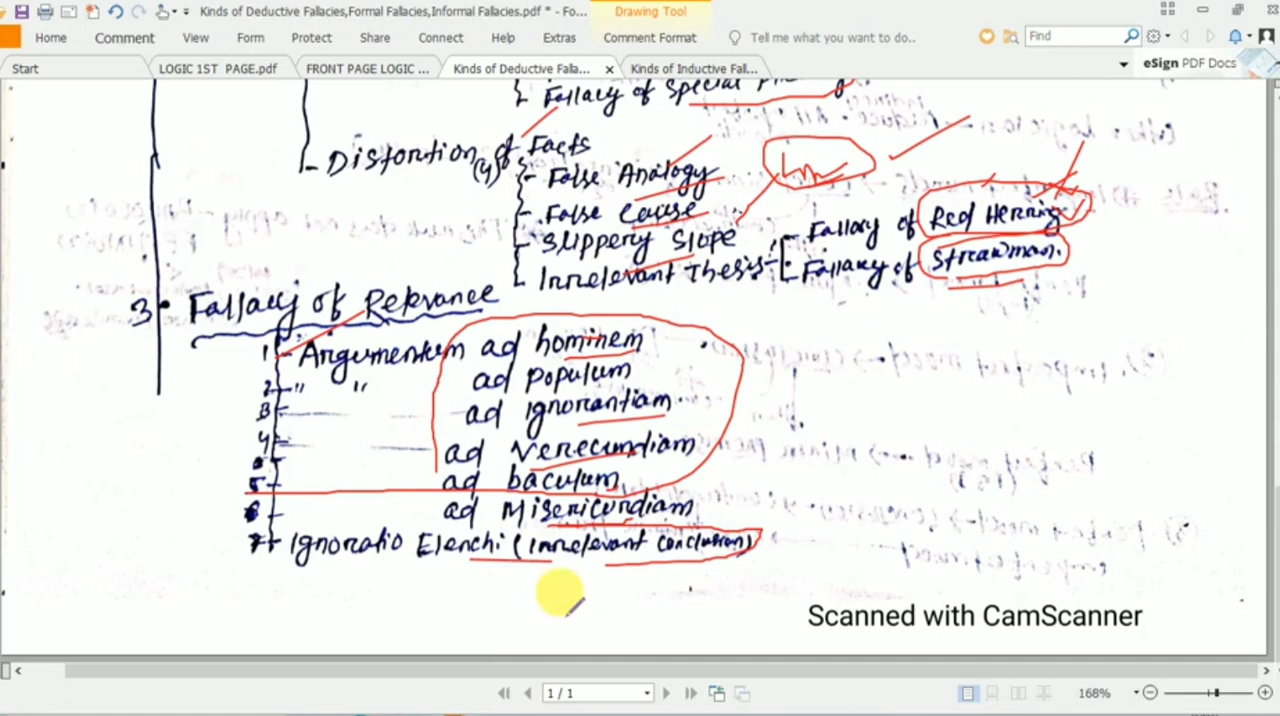 Kinds of Deductive Fallacies,Formal Fallacies,Informal Fallacies.pdf * - Fo...
Drawing Tool
Home Comment View Form Protect Share Connect Help Extras Comment Format Tell me what you want to do.. Find
Start LOGIC 1ST PAGE.pdf FRONT PAGE LOGIC ... Kinds of Deductive Falla... × Kinds of Inductive Fall... eSign PDF Docs
Fallacy of Special
Distortion of Facts
(4)
False Analogy
False Cause
Slippery Slope
Irrelevant Thesis
Fallacy of Red Herring
Fallacy of Strawman.
3. Fallacy of Relevance
1 Argumentum ad hominem
2 " " ad populum
3 ad Ignorantiam
4 ad Verecundiam
5 ad baculum
6 ad Misericordiam
7 Ignoratio Elenchi (Irrelevant Conclusion)
Scanned with CamScanner
1 / 1
168%